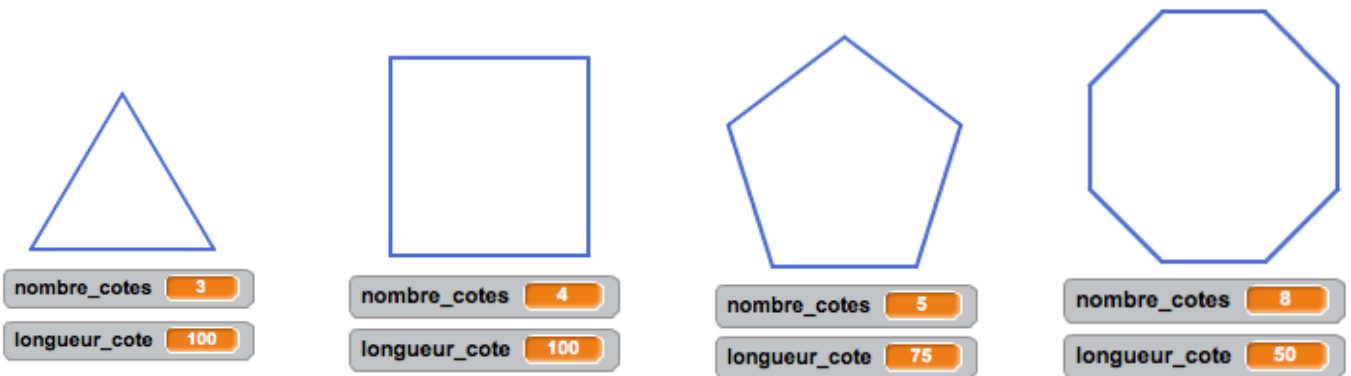 nombre_cotes 3
longueur_cote 100
nombre_cotes 4
longueur_cote 100
nombre_cotes 5
longueur_cote 75
nombre_cotes 8
longueur_cote 50